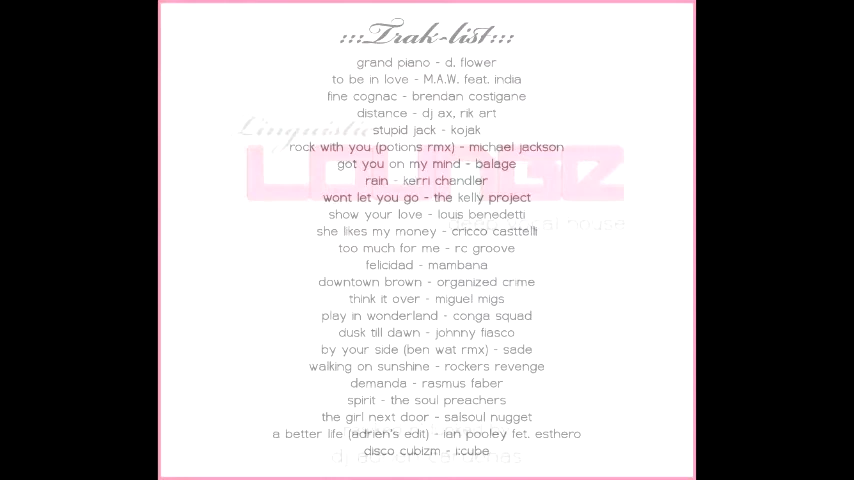 :::Trak-list:::
grand piano - d. flower
to be in love - M.A.W. feat. india
fine cognac - brendan costigane
distance - dj ax, rik art
Linguistic
stupid jack - kojak
rock with you (potions rmx) - michael jackson
got you on my mind - balage
LOUNGE
rain - kerri chandler
wont let you go - the kelly project
show your love - louis benedetti
house
she likes my money - cricco casttelli
too much for me - rc groove
felicidad - mambana
downtown brown - organized crime
think it over - miguel migs
play in wonderland - conga squad
dusk till dawn - johnny fiasco
by your side (ben wat rmx) - sade
walking on sunshine - rockers revenge
demanda - rasmus faber
spirit - the soul preachers
the girl next door - salsoul nugget
a better life (adrien's edit) - ian pooley fet. esthero
disco cubizm - i:cube